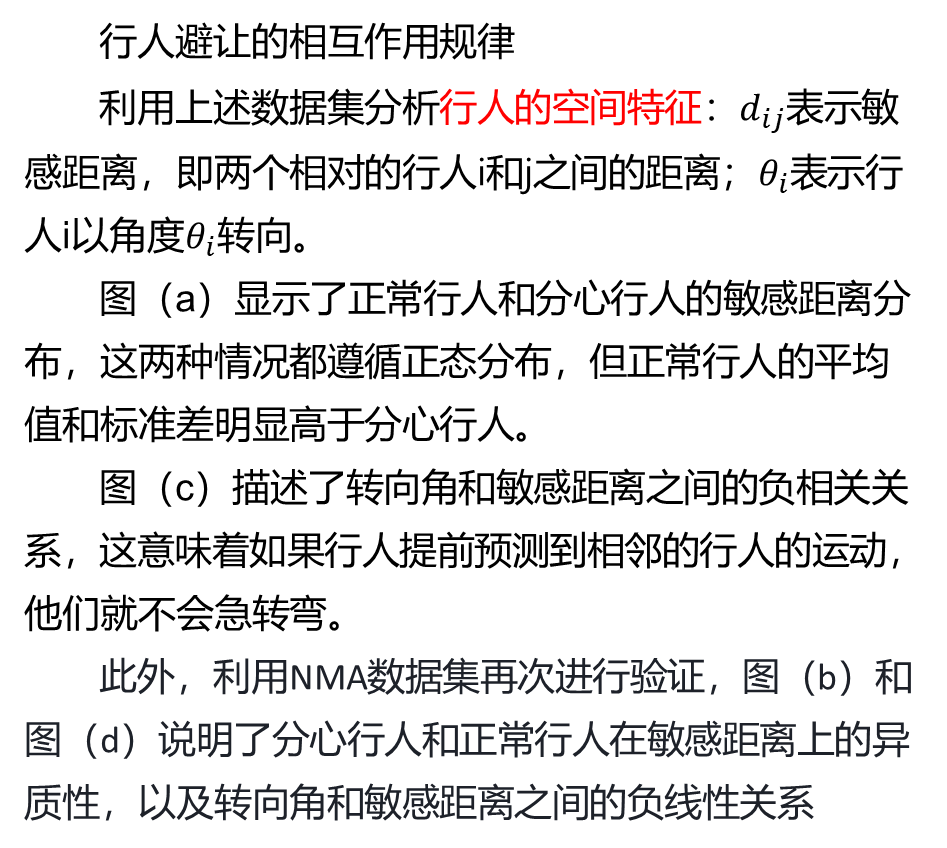 行人避让的相互作用规律
利用上述数据集分析行人的空间特征：𝑑𝑖𝑗表示敏
感距离，即两个相对的行人i和j之间的距离；𝜃𝑖表示行
人i以角度𝜃𝑖转向。
图（a）显示了正常行人和分心行人的敏感距离分
布，这两种情况都遵循正态分布，但正常行人的平均
值和标准差明显高于分心行人。
图（c）描述了转向角和敏感距离之间的负相关关
系，这意味着如果行人提前预测到相邻的行人的运动，
他们就不会急转弯。
此外，利用NMA数据集再次进行验证，图（b）和
图（d）说明了分心行人和正常行人在敏感距离上的异
质性，以及转向角和敏感距离之间的负线性关系